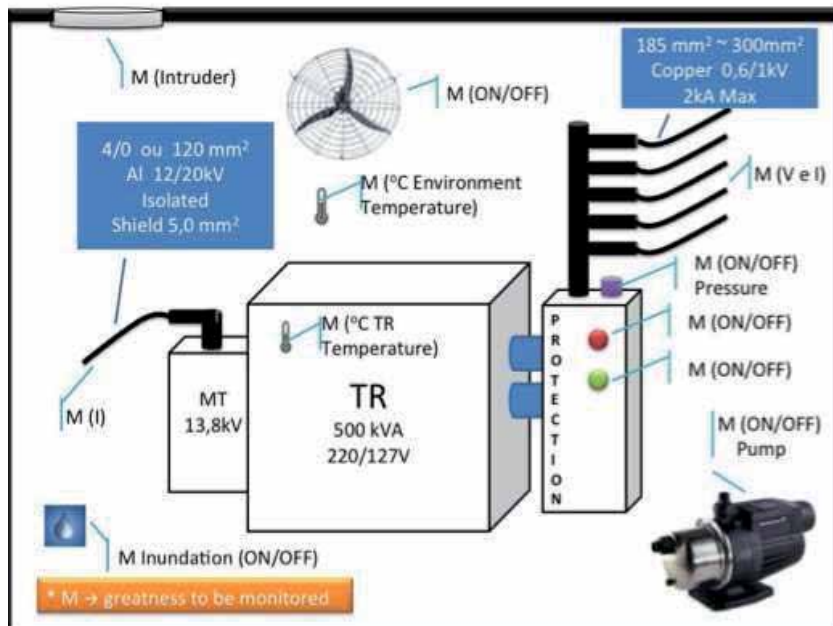 M (Intruder)
M (ON/OFF)
185 mm² ~ 300mm²
Copper 0,6/1kV
2kA Max
4/0 ou 120 mm²
Al 12/20kV
Isolated
Shield 5,0 mm²
M (ºC Environment
Temperature)
M (V e I)
M (ON/OFF)
Pressure
M (ºC TR
Temperature)
M (ON/OFF)
M (ON/OFF)
PROTECTION
TR
500 kVA
220/127V
MT
13,8kV
M (I)
M (ON/OFF)
Pump
M Inundation (ON/OFF)
* M → greatness to be monitored